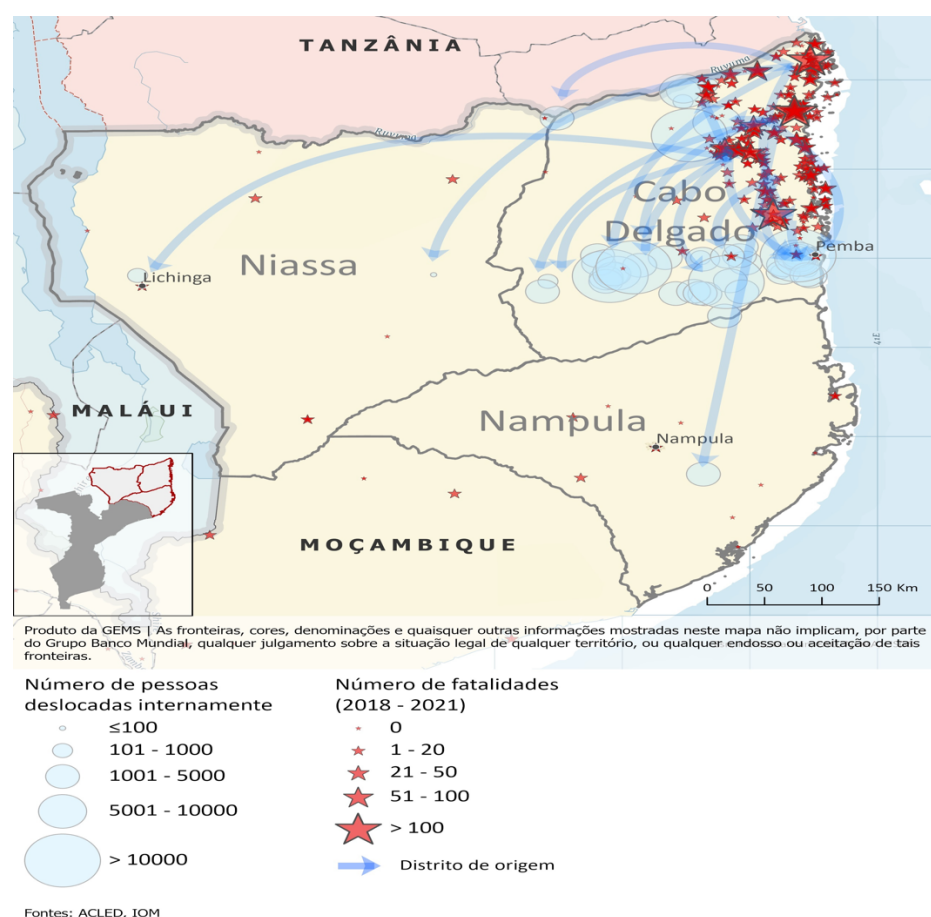 TANZÂNIA
Ruvuma
Ruvuma
Cabo
Delgado
Pemba
Niassa
Lichinga
MALÁUI
Nampula
Nampula
MOÇAMBIQUE
0 50 100 150 Km
Produto da GEMS | As fronteiras, cores, denominações e quaisquer outras informações mostradas neste mapa não implicam, por parte
do Grupo Banco Mundial, qualquer julgamento sobre a situação legal de qualquer território, ou qualquer endosso ou aceitação de tais
fronteiras.
Número de pessoas
deslocadas internamente
≤100
101 - 1000
1001 - 5000
5001 - 10000
> 10000
Número de fatalidades
(2018 - 2021)
0
1 - 20
21 - 50
51 - 100
> 100
Distrito de origem
Fontes: ACLED, IOM